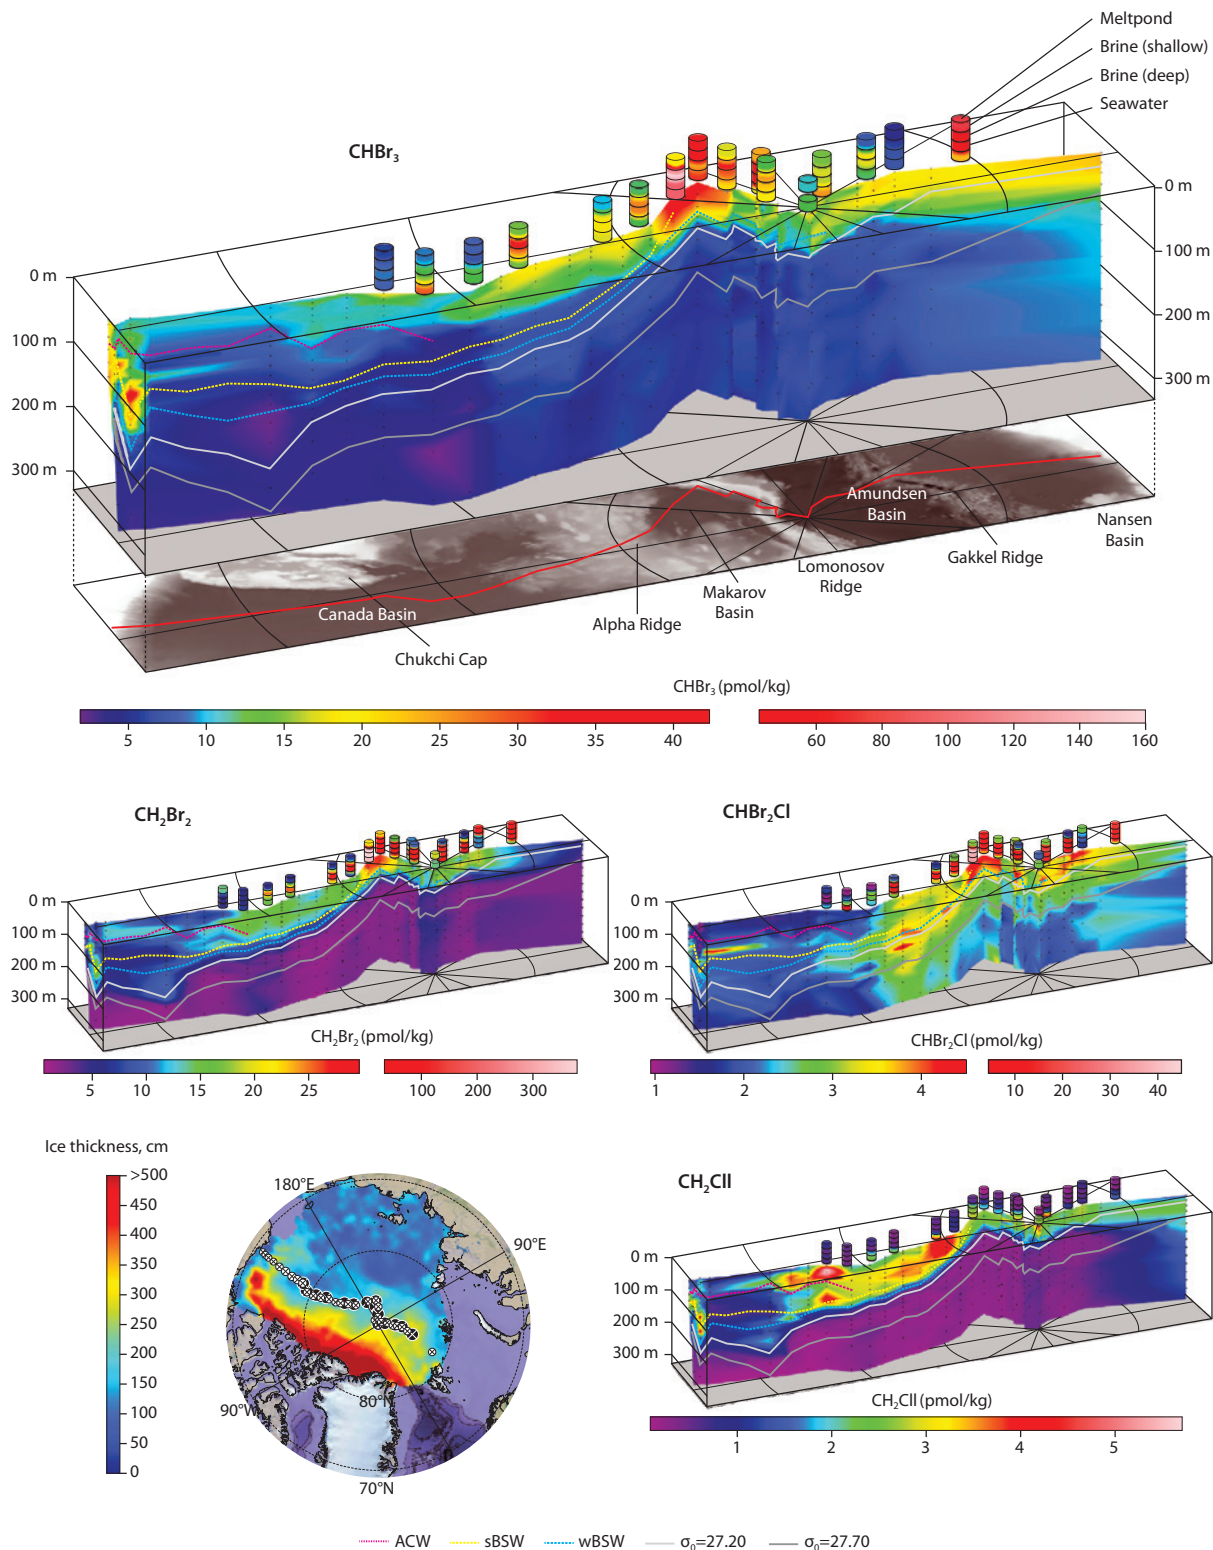 Meltpond
Brine (shallow)
Brine (deep)
Seawater
CHBr₃
0 m
100 m
200 m
300 m
0 m
100 m
200 m
300 m
Canada Basin
Chukchi Cap
Alpha Ridge
Makarov
Basin
Lomonosov
Ridge
Amundsen
Basin
Gakkel Ridge
Nansen
Basin
CHBr₃ (pmol/kg)
5 10 15 20 25 30 35 40 60 80 100 120 140 160
CH₂Br₂
0 m
100 m
200 m
300 m
CH₂Br₂ (pmol/kg)
5 10 15 20 25 100 200 300
CHBr₂Cl
0 m
100 m
200 m
300 m
CHBr₂Cl (pmol/kg)
1 2 3 4 10 20 30 40
Ice thickness, cm
>500
450
400
350
300
250
200
150
100
50
0
180°E
90°E
80°N
90°W
0
70°N
CH₂ClI
0 m
100 m
200 m
300 m
CH₂ClI (pmol/kg)
1 2 3 4 5
ACW sBSW wBSW σ₀=27.20 σ₀=27.70